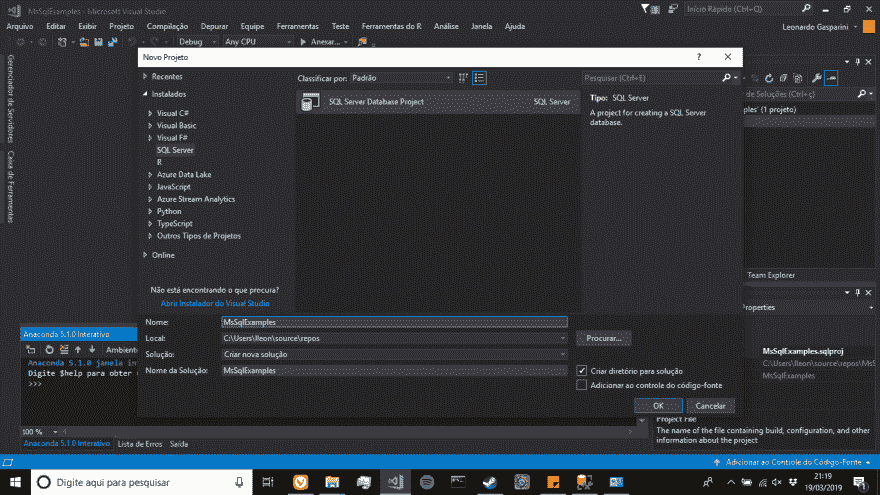 MsSqlExamples - Microsoft Visual Studio
Início Rápido (Ctrl+Q)
Arquivo Editar Exibir Projeto Compilação Depurar Equipe Ferramentas Teste Ferramentas do R Análise Janela Ajuda
Leonardo Gasparini
Debug Any CPU Anexar...
Gerenciador de Servidores
Caixa de Ferramentas
Novo Projeto
Recentes
Instalados
Visual C#
Visual Basic
Visual F#
SQL Server
R
Azure Data Lake
JavaScript
Azure Stream Analytics
Python
TypeScript
Outros Tipos de Projetos
Online
Não está encontrando o que procura?
Abrir Instalador do Visual Studio
Classificar por: Padrão
SQL Server Database Project SQL Server
Pesquisar (Ctrl+E)
Tipo: SQL Server
A project for creating a SQL Server
database.
Nome: MsSqlExamples
Local: C:\Users\lleon\source\repos
Procurar...
Solução: Criar nova solução
Nome da Solução: MsSqlExamples
Criar diretório para solução
Adicionar ao controle do código-fonte
OK Cancelar
de Soluções (Ctrl+ç)
les' (1 projeto)
Team Explorer
Properties
MsSqlExamples.sqlproj
C:\Users\lleon\source\repos\Ms
MsSqlExamples
Project File
The name of the file containing build, configuration, and other
information about the project
Anaconda 5.1.0 Interativo
Ambiente
Anaconda 5.1.0 janela in
Digite $help para obter
>>>
100 %
Anaconda 5.1.0 Interativo Lista de Erros Saída
Adicionar ao Controle do Código-Fonte
Digite aqui para pesquisar
21:19
19/03/2019